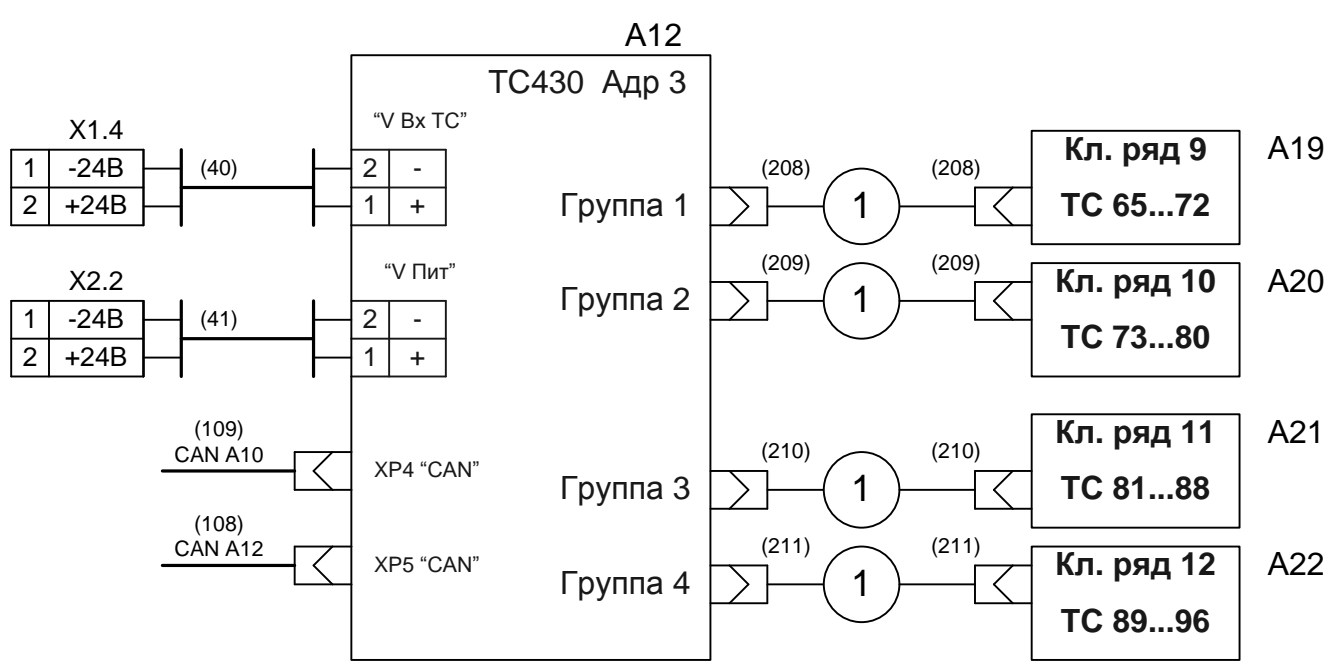 A12
ТС430 Адр 3
X1.4
1 -24В
2 +24В
(40)
“V Вх ТС”
2 -
1 +
X2.2
1 -24В
2 +24В
(41)
“V Пит”
2 -
1 +
(109)
CAN A10
XP4 “CAN”
(108)
CAN A12
XP5 “CAN”
Группа 1
(208)
1
(208)
Кл. ряд 9
ТС 65...72
A19
Группа 2
(209)
1
(209)
Кл. ряд 10
ТС 73...80
A20
Группа 3
(210)
1
(210)
Кл. ряд 11
ТС 81...88
A21
Группа 4
(211)
1
(211)
Кл. ряд 12
ТС 89...96
A22